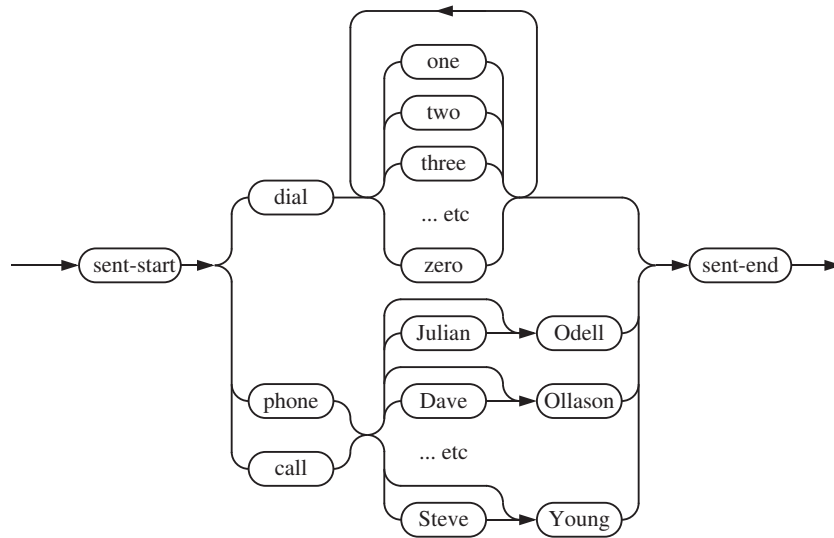 one
two
three
dial
... etc
sent-start
zero
sent-end
Julian
Odell
phone
Dave
Ollason
... etc
call
Steve
Young